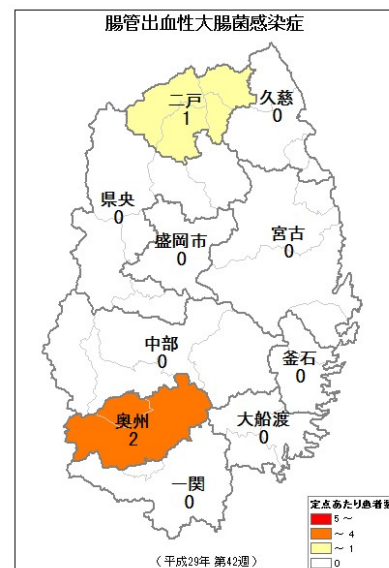 腸管出血性大腸菌感染症
二戸
1
久慈
0
県央
0
盛岡市
0
宮古
0
中部
0
釜石
0
奥州
2
大船渡
0
一関
0
定点あたり患者数
5 ～
～ 4
～ 1
0
(平成29年 第42週)